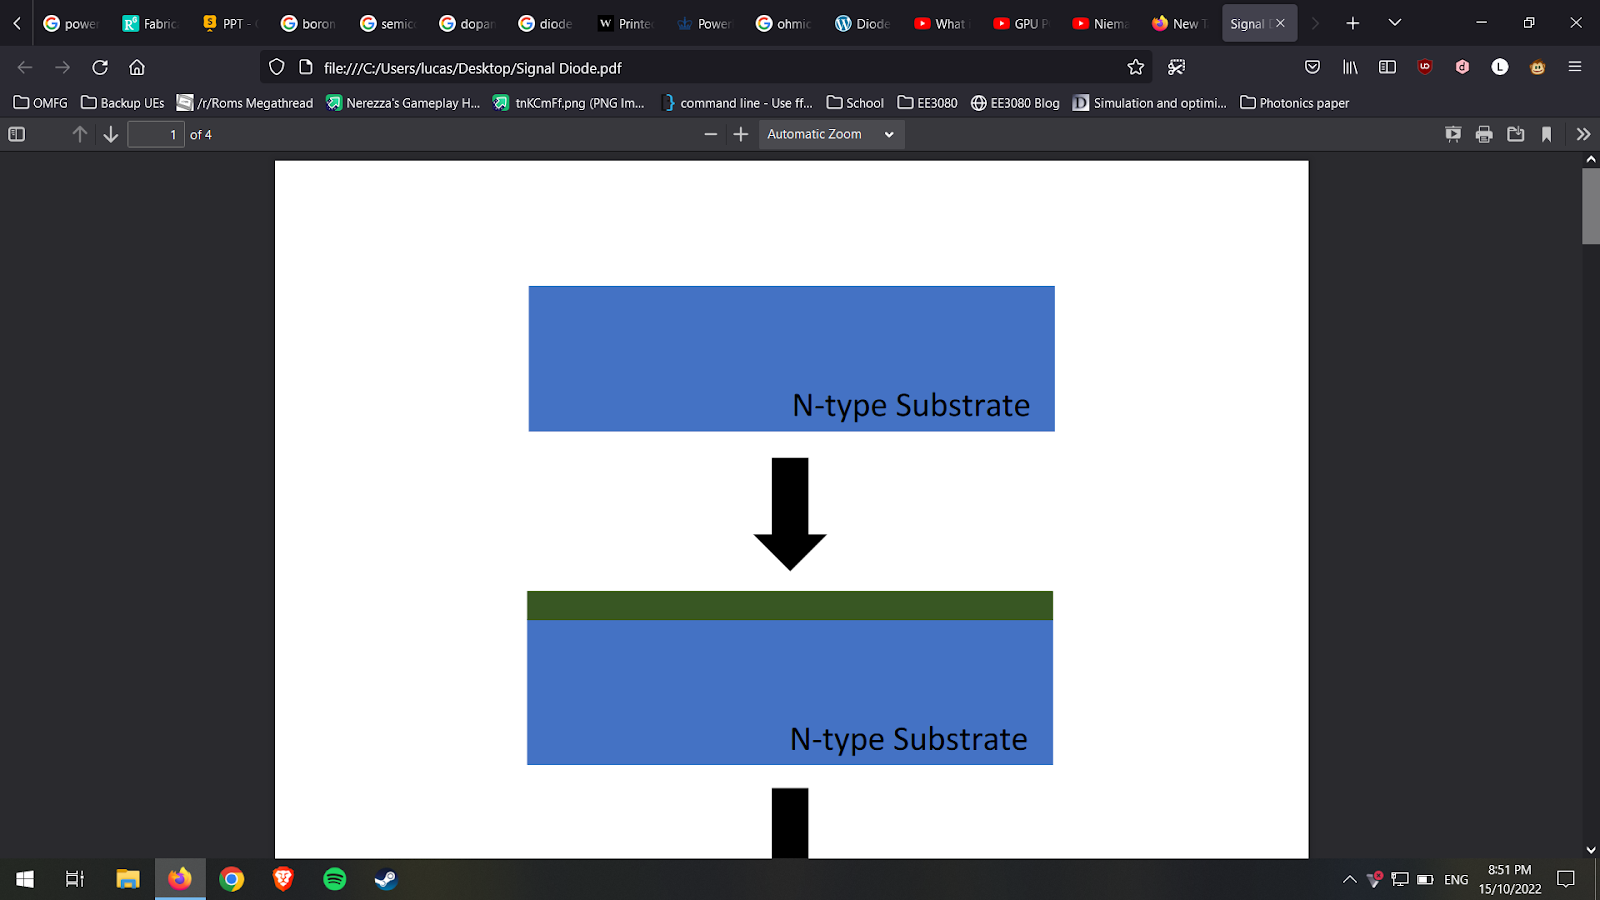 power
Fabric
PPT -
boron
semic
dopan
diode
Printed
Power
ohmic
Diode
What
GPU P
Niema
New T
Signal D
file:///C:/Users/lucas/Desktop/Signal Diode.pdf
OMFG
Backup UEs
/r/Roms Megathread
Nerezza's Gameplay H...
tnKCmFf.png (PNG Im...
command line - Use ff...
School
EE3080
EE3080 Blog
Simulation and optimi...
Photonics paper
1 of 4
Automatic Zoom
N-type Substrate
N-type Substrate
ENG
8:51 PM
15/10/2022